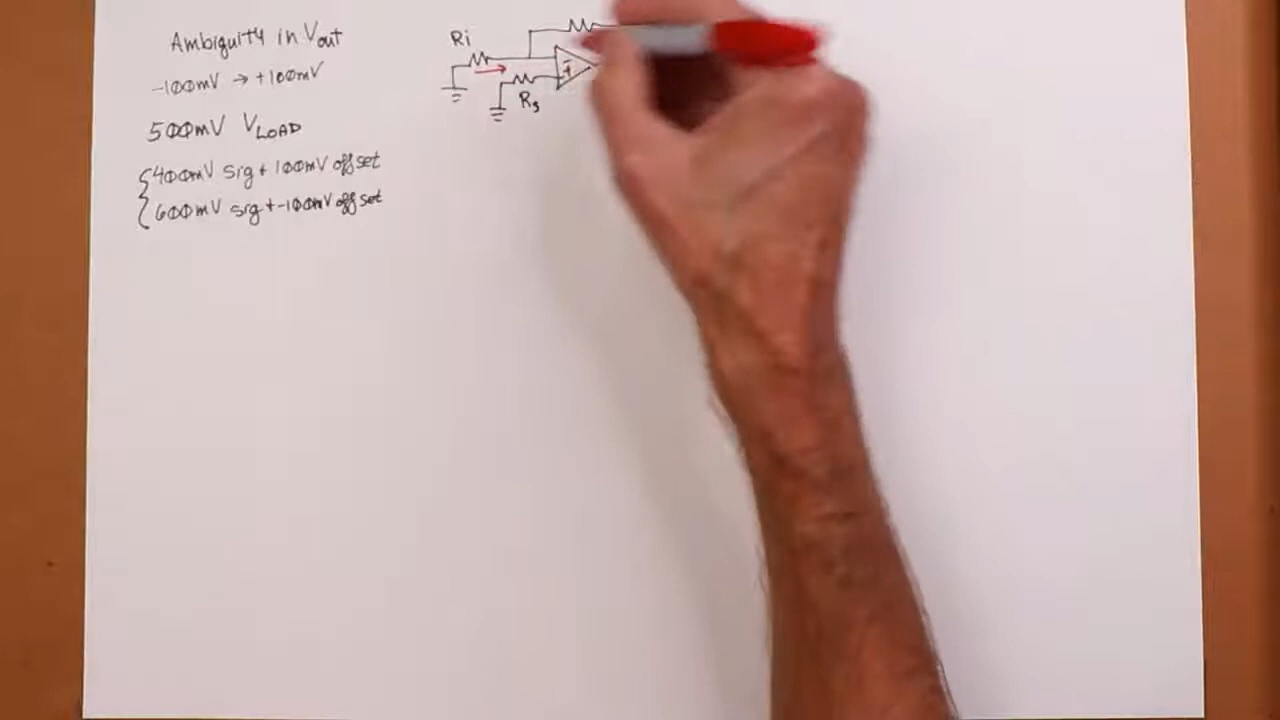 Ambiguity in Vout
-100mV → +100mV
500mV VLOAD
400mV sig + 100mV offset
600mV sig + -100mV offset
Ri
- +
Rs